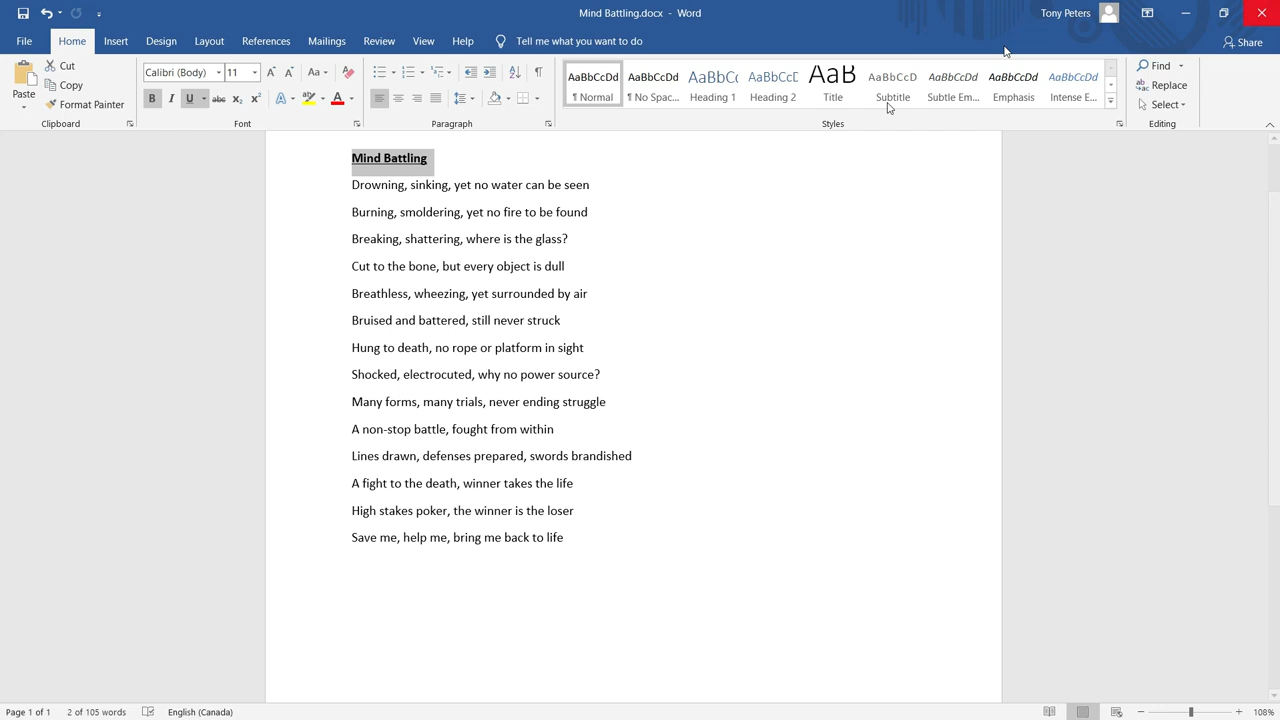 Mind Battling.docx - Word
Tony Peters
File Home Insert Design Layout References Mailings Review View Help Tell me what you want to do
Share
Paste
Cut
Copy
Format Painter
Calibri (Body) 11
AaBbCcDd AaBbCcDd AaBbC AaBbCcD AaB AaBbCcD AaBbCcDd AaBbCcDd AaBbCcDd
¶ Normal ¶ No Spac... Heading 1 Heading 2 Title Subtitle Subtle Em... Emphasis Intense E...
Find
Replace
Select
Clipboard Font Paragraph Styles Editing
Mind Battling
Drowning, sinking, yet no water can be seen
Burning, smoldering, yet no fire to be found
Breaking, shattering, where is the glass?
Cut to the bone, but every object is dull
Breathless, wheezing, yet surrounded by air
Bruised and battered, still never struck
Hung to death, no rope or platform in sight
Shocked, electrocuted, why no power source?
Many forms, many trials, never ending struggle
A non-stop battle, fought from within
Lines drawn, defenses prepared, swords brandished
A fight to the death, winner takes the life
High stakes poker, the winner is the loser
Save me, help me, bring me back to life
Page 1 of 1 2 of 105 words English (Canada) 108%